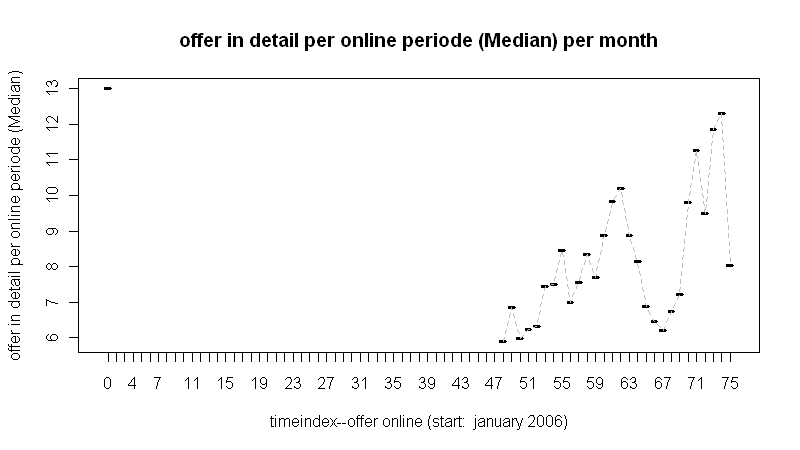 offer in detail per online periode (Median) per month
offer in detail per online periode (Median)
13
12
11
10
9
8
7
6
0 4 7 11 15 19 23 27 31 35 39 43 47 51 55 59 63 67 71 75
timeindex--offer online (start: january 2006)